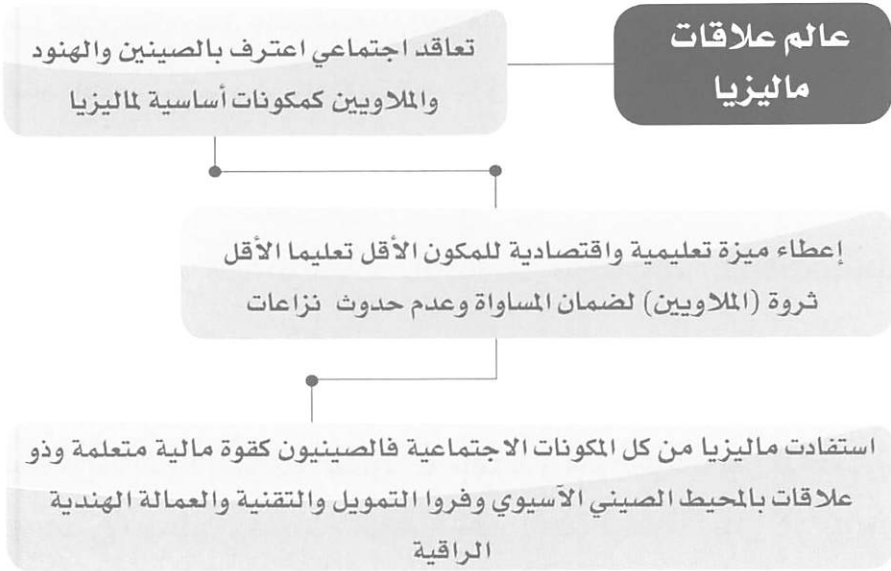 عالم علاقات
ماليزيا
تعاقد اجتماعي اعترف بالصينين والهنود
والملاويين كمكونات أساسية لماليزيا
إعطاء ميزة تعليمية واقتصادية للمكون الأقل تعليما الأقل
ثروة (الملاويين) لضمان المساواة وعدم حدوث نزاعات
استفادت ماليزيا من كل المكونات الاجتماعية فالصينيون كقوة مالية متعلمة وذو
علاقات بالمحيط الصيني الآسيوي وفروا التمويل والتقنية والعمالة الهندية
الراقية